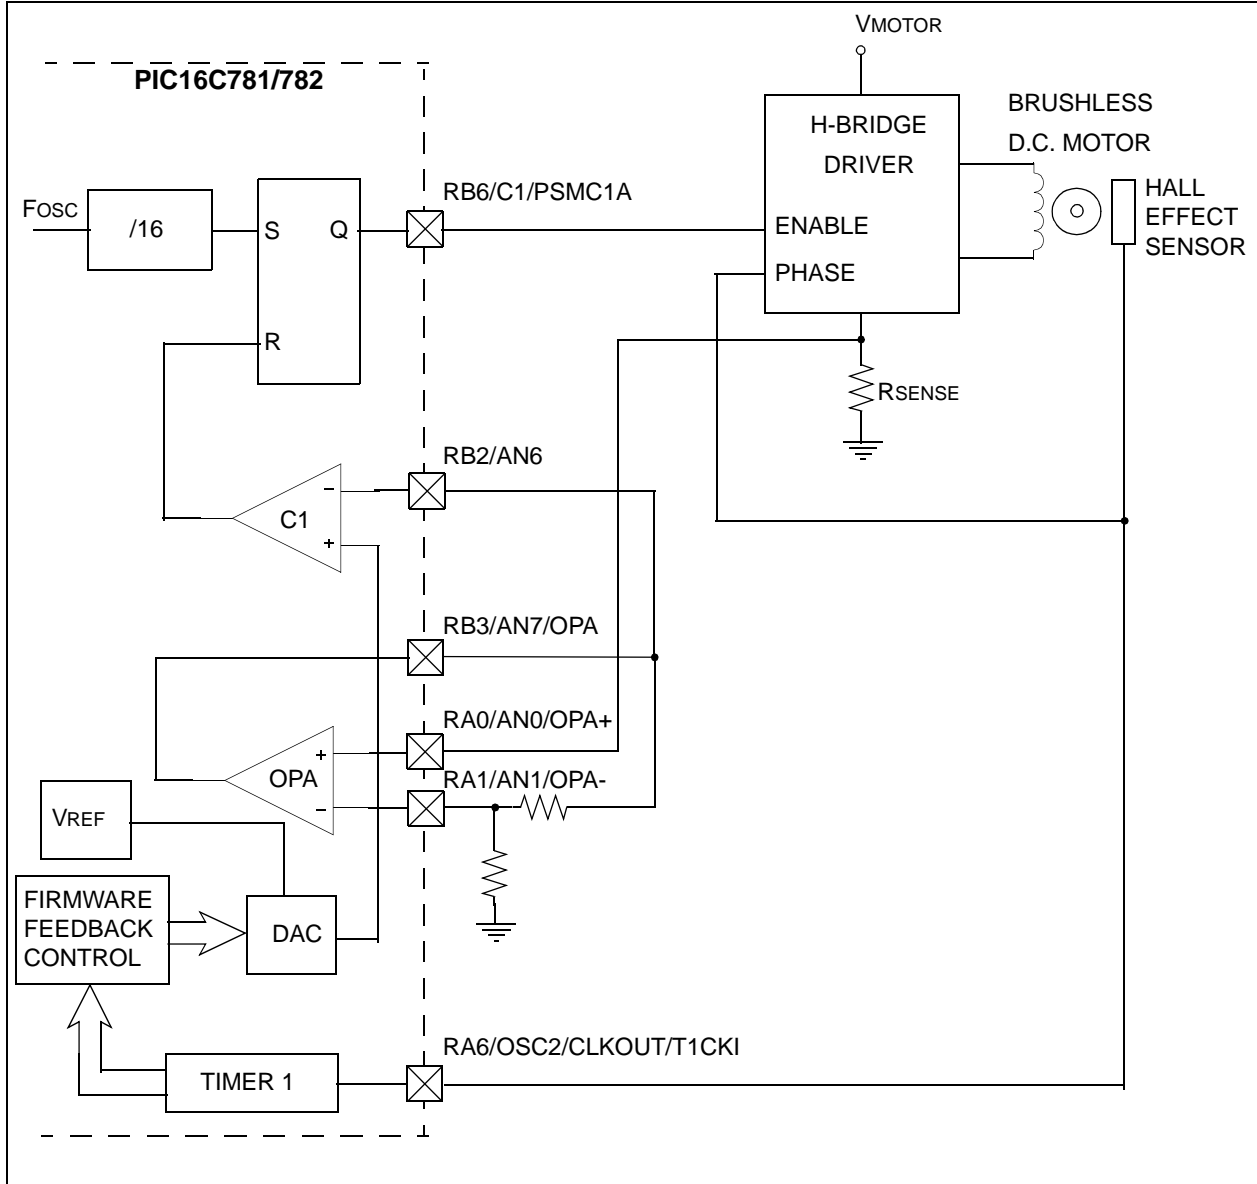 VMOTOR
PIC16C781/782
H-BRIDGE
DRIVER
ENABLE
PHASE
BRUSHLESS
D.C. MOTOR
HALL
EFFECT
SENSOR
FOSC
/16
S
Q
R
RB6/C1/PSMC1A
RSENSE
RB2/AN6
−
C1
+
RB3/AN7/OPA
RA0/AN0/OPA+
+
OPA
−
RA1/AN1/OPA-
VREF
FIRMWARE
FEEDBACK
CONTROL
DAC
RA6/OSC2/CLKOUT/T1CKI
TIMER 1